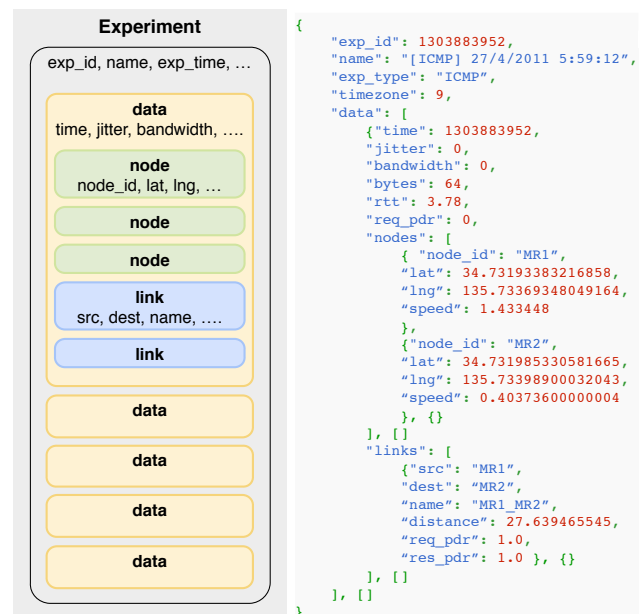 Experiment
exp_id, name, exp_time, …
data
time, jitter, bandwidth, ….
node
node_id, lat, lng, …
node
node
link
src, dest, name, ….
link
data
data
data
data
{
"exp_id": 1303883952,
"name": "[ICMP] 27/4/2011 5:59:12",
"exp_type": "ICMP”,
"timezone": 9,
"data": [
{"time": 1303883952,
"jitter": 0,
"bandwidth": 0,
"bytes": 64,
"rtt": 3.78,
"req_pdr": 0,
"nodes": [
{ "node_id": "MR1",
“lat”: 34.73193383216858,
“lng”: 135.73369348049164,
“speed”: 1.433448
},
{"node_id": "MR2",
“lat”: 34.731985330581665,
“lng”: 135.73398900032043,
“speed”: 0.40373600000004
}, {}
], []
"links": [
{"src": "MR1",
"dest": “MR2”,
“name”: "MR1_MR2”,
“distance”: 27.639465545,
“req_pdr": 1.0,
“res_pdr": 1.0 }, {}
], []
], []
}